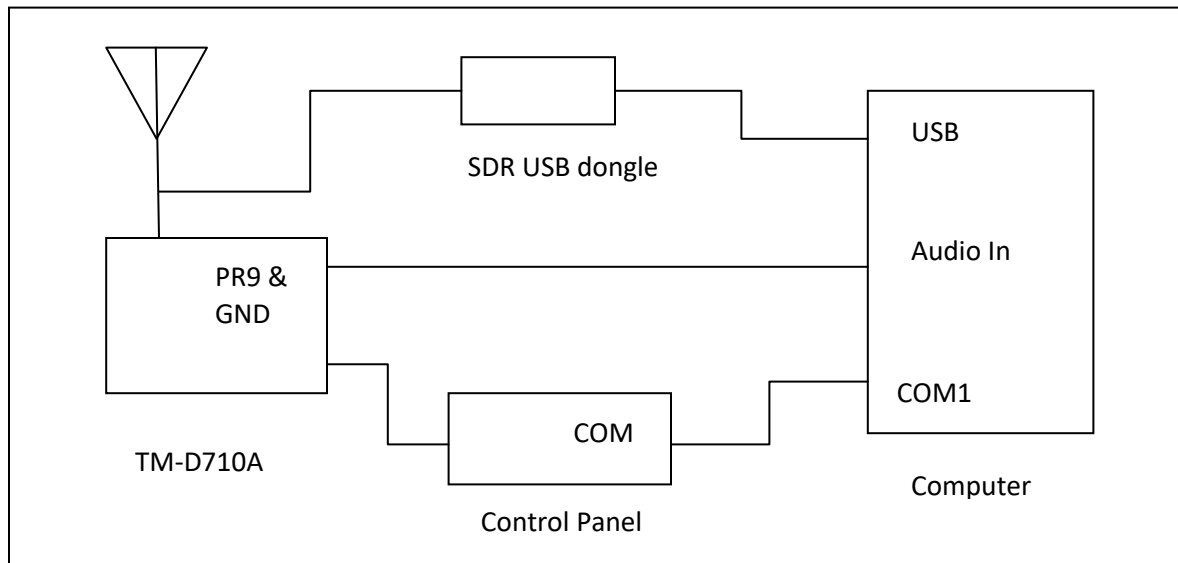 USB
SDR USB dongle
Audio In
PR9 &
GND
COM1
COM
TM-D710A
Computer
Control Panel